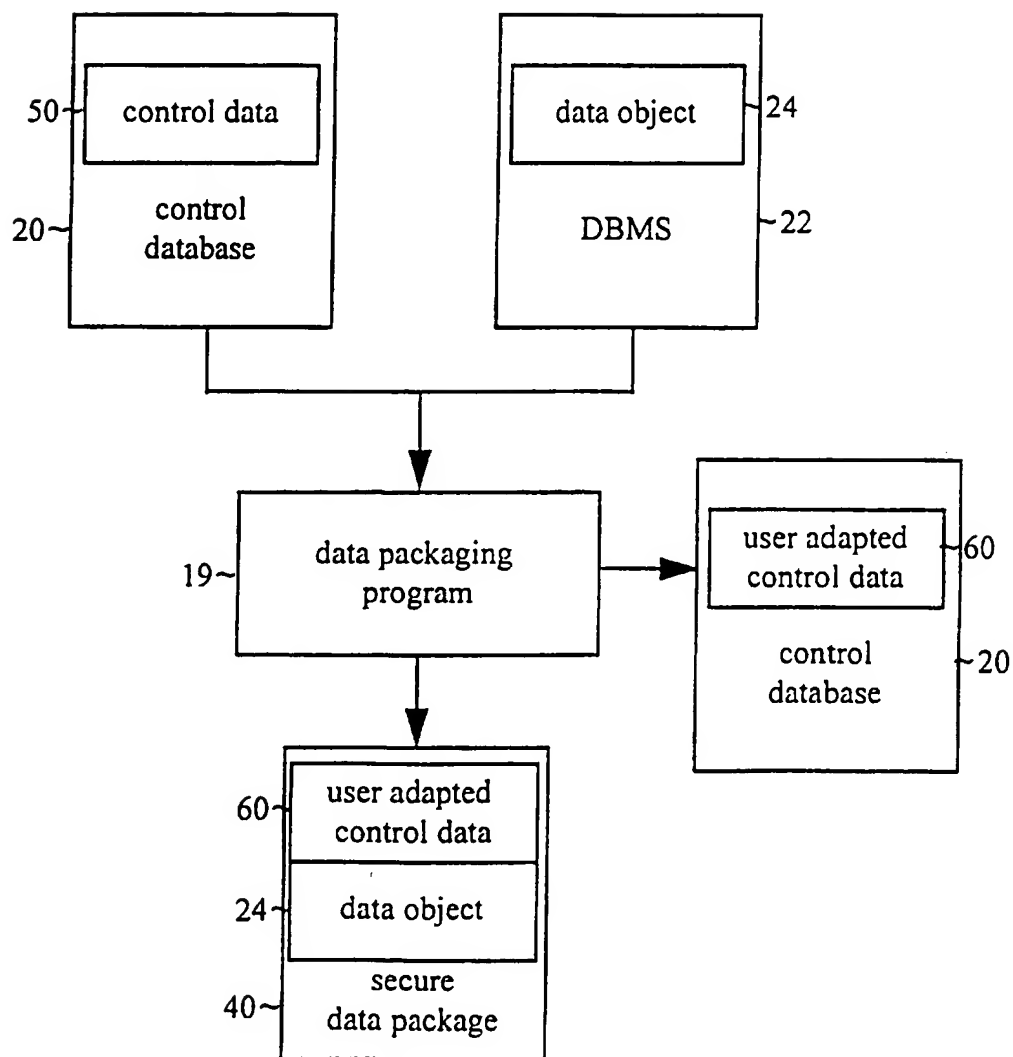 50~
control data
control
database
20~
data object
~24
DBMS
~22
19~
data packaging
program
user adapted
control data
~60
control
database
~20
60~
user adapted
control data
24~
data object
secure
data package
40~